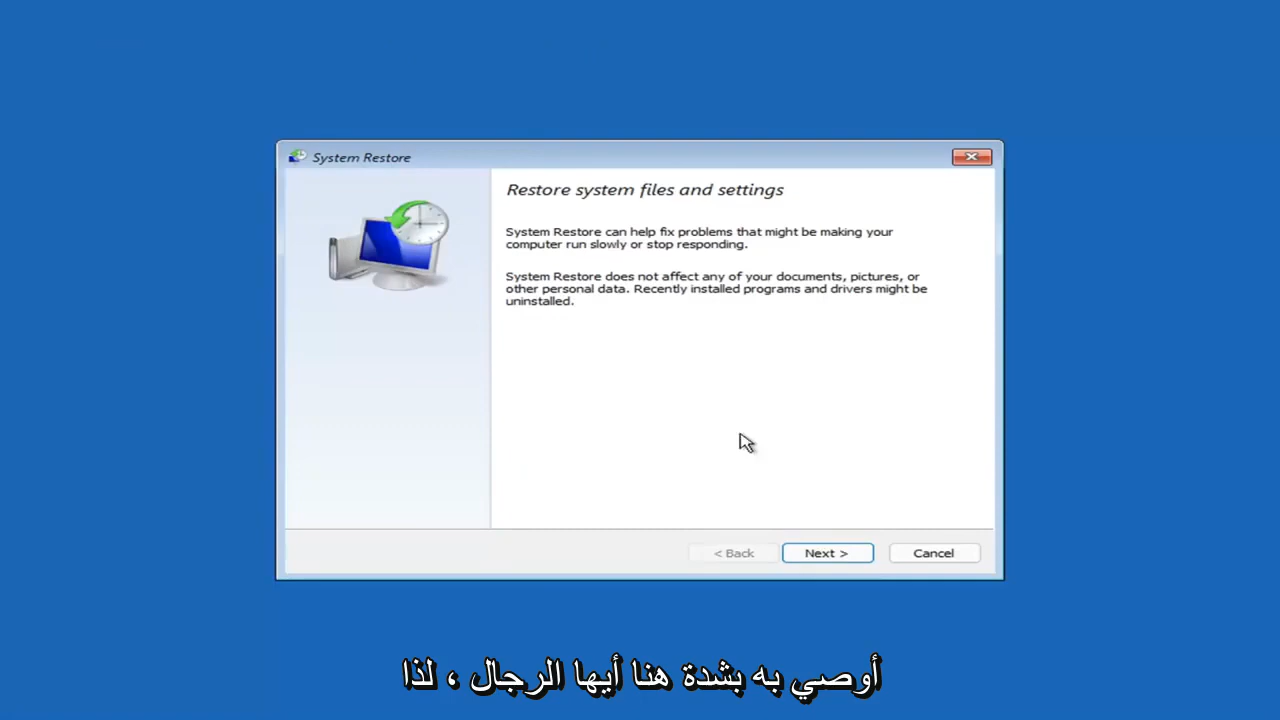 System Restore
Restore system files and settings
System Restore can help fix problems that might be making your
computer run slowly or stop responding.
System Restore does not affect any of your documents, pictures, or
other personal data. Recently installed programs and drivers might be
uninstalled.
< Back
Next >
Cancel
أوصي به بشدة هنا أيها الرجال ، لذا